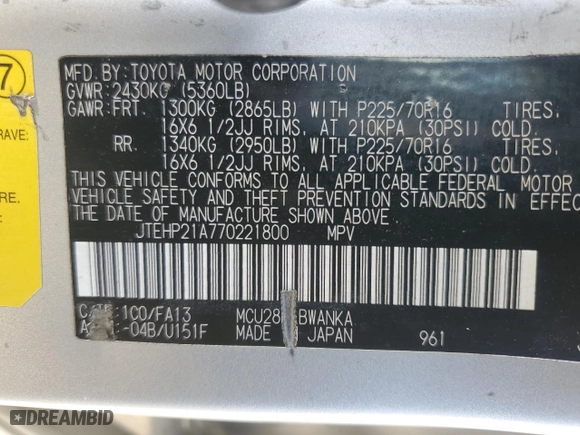 7
RAVE:
RE.
MFD. BY:TOYOTA MOTOR CORPORATION
GVWR:2430KG (5360LB)
GAWR:FRT. 1300KG (2865LB) WITH P225/70R16 TIRES,
16X6 1/2JJ RIMS, AT 210KPA (30PSI) COLD.
RR. 1340KG (2950LB) WITH P225/70R16 TIRES,
16X6 1/2JJ RIMS, AT 210KPA (30PSI) COLD.
THIS VEHICLE CONFORMS TO ALL APPLICABLE FEDERAL MOTOR
VEHICLE SAFETY AND THEFT PREVENTION STANDARDS IN EFFEC
THE DATE OF MANUFACTURE SHOWN ABOVE.
JTEHP21A770221800 MPV
1C0/FA13 MCU28 BWANKA
-04B/U151F MADE JAPAN 961
DREAMBID